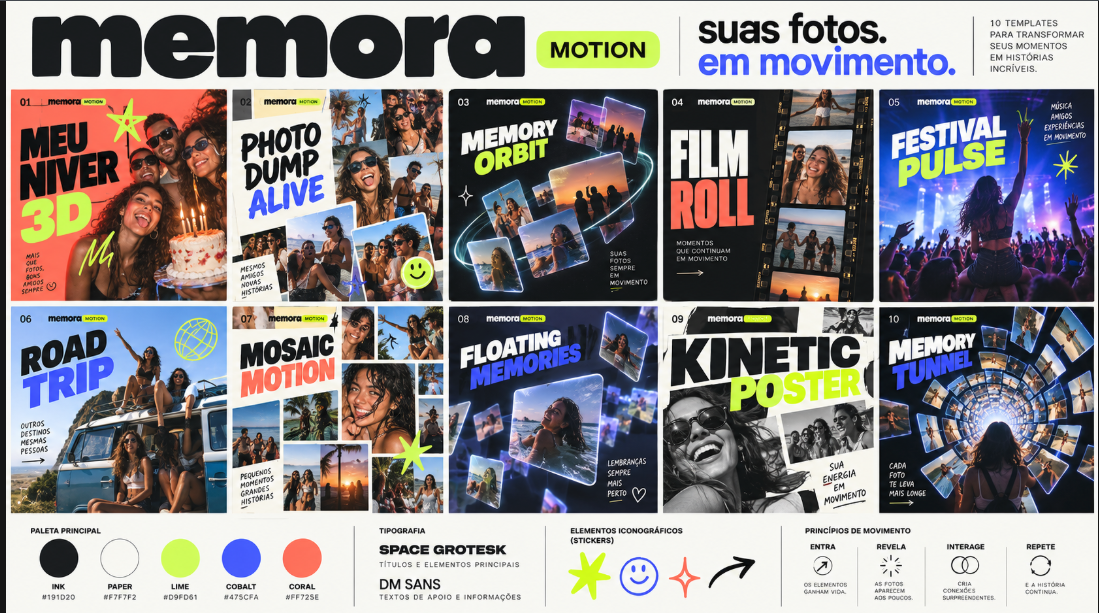 memora
MOTION
suas fotos.
em movimento.
10 TEMPLATES
PARA TRANSFORMAR
SEUS MOMENTOS
EM HISTÓRIAS
INCRÍVEIS.
01 memora MOTION
MEU
NIVER
3D
MAIS
QUE
FOTOS,
BONS
AMIGOS
SEMPRE
02 memora MOTION
PHOTO
DUMP
ALIVE
MESMOS
AMIGOS
NOVAS
HISTÓRIAS
03 memora MOTION
MEMORY
ORBIT
SUAS
FOTOS
SEMPRE
EM
MOVIMENTO
04 memora MOTION
FILM
ROLL
MOMENTOS
QUE CONTINUAM
EM MOVIMENTO
05 memora MOTION
FESTIVAL
PULSE
MÚSICA
AMIGOS
EXPERIÊNCIAS
EM MOVIMENTO
06 memora MOTION
ROAD
TRIP
OUTROS
DESTINOS
MESMAS
PESSOAS
07 memora MOTION
MOSAIC
MOTION
PEQUENOS
MOMENTOS
GRANDES
HISTÓRIAS
08 memora MOTION
FLOATING
MEMORIES
LEMBRANÇAS
SEMPRE
MAIS
PERTO
09 memora
KINETIC
POSTER
SUA
ENERGIA
EM
MOVIMENTO
10 memora MOTION
MEMORY
TUNNEL
CADA
FOTO
TE LEVA
MAIS LONGE
PALETA PRINCIPAL
INK
#191D20
PAPER
#F7F7F2
LIME
#D9FD61
COBALT
#475CFA
CORAL
#FF725E
TIPOGRAFIA
SPACE GROTESK
TÍTULOS E ELEMENTOS PRINCIPAIS
DM SANS
TEXTOS DE APOIO E INFORMAÇÕES
ELEMENTOS ICONOGRÁFICOS
(STICKERS)
PRINCÍPIOS DE MOVIMENTO
ENTRA
OS ELEMENTOS
GANHAM VIDA.
REVELA
AS FOTOS
APARECEM
AOS POUCOS.
INTERAGE
CRIA
CONEXÕES
SURPREENDENTES.
REPETE
E A HISTÓRIA
CONTINUA.